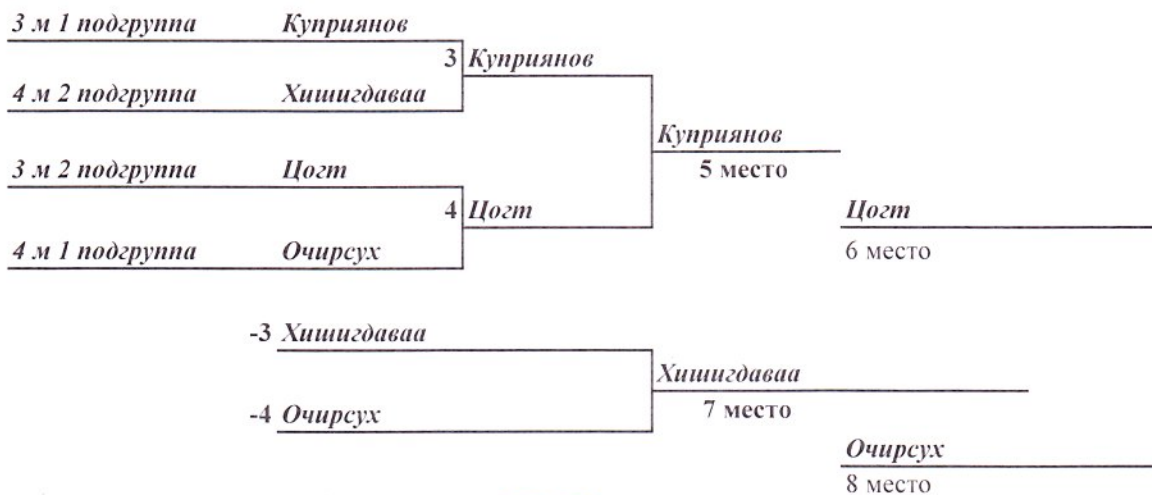 3 м 1 подгруппа Куприянов
3 Куприянов
4 м 2 подгруппа Хишигдаваа
Куприянов
5 место
3 м 2 подгруппа Цогт
4 Цогт
Цогт
6 место
4 м 1 подгруппа Очирсух
-3 Хишигдаваа
Хишигдаваа
7 место
-4 Очирсух
Очирсух
8 место